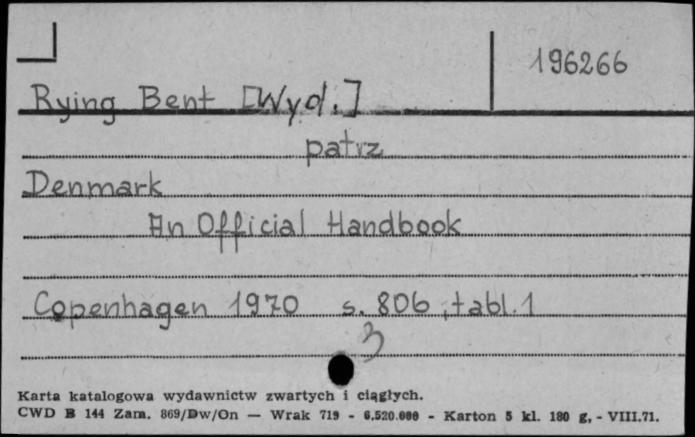 196266
Rying Bent [Wyd.]
patrz
Denmark
An Official Handbook
Copenhagen 1970 s. 806, tabl. 1
3
Karta katalogowa wydawnictw zwartych i ciągłych.
CWD B 144 Zam. 869/Dw/On — Wrak 719 - 6.520.000 - Karton 5 kl. 180 g, - VIII.71.